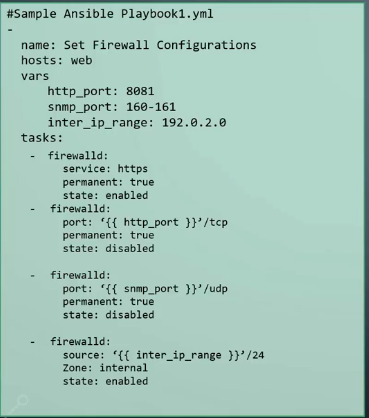 #Sample Ansible Playbook1.yml
-
name: Set Firewall Configurations
hosts: web
vars
http_port: 8081
snmp_port: 160-161
inter_ip_range: 192.0.2.0
tasks:
- firewalld:
service: https
permanent: true
state: enabled
- firewalld:
port: ‘{{ http_port }}’/tcp
permanent: true
state: disabled
- firewalld:
port: ‘{{ snmp_port }}’/udp
permanent: true
state: disabled
- firewalld:
source: ‘{{ inter_ip_range }}’/24
Zone: internal
state: enabled